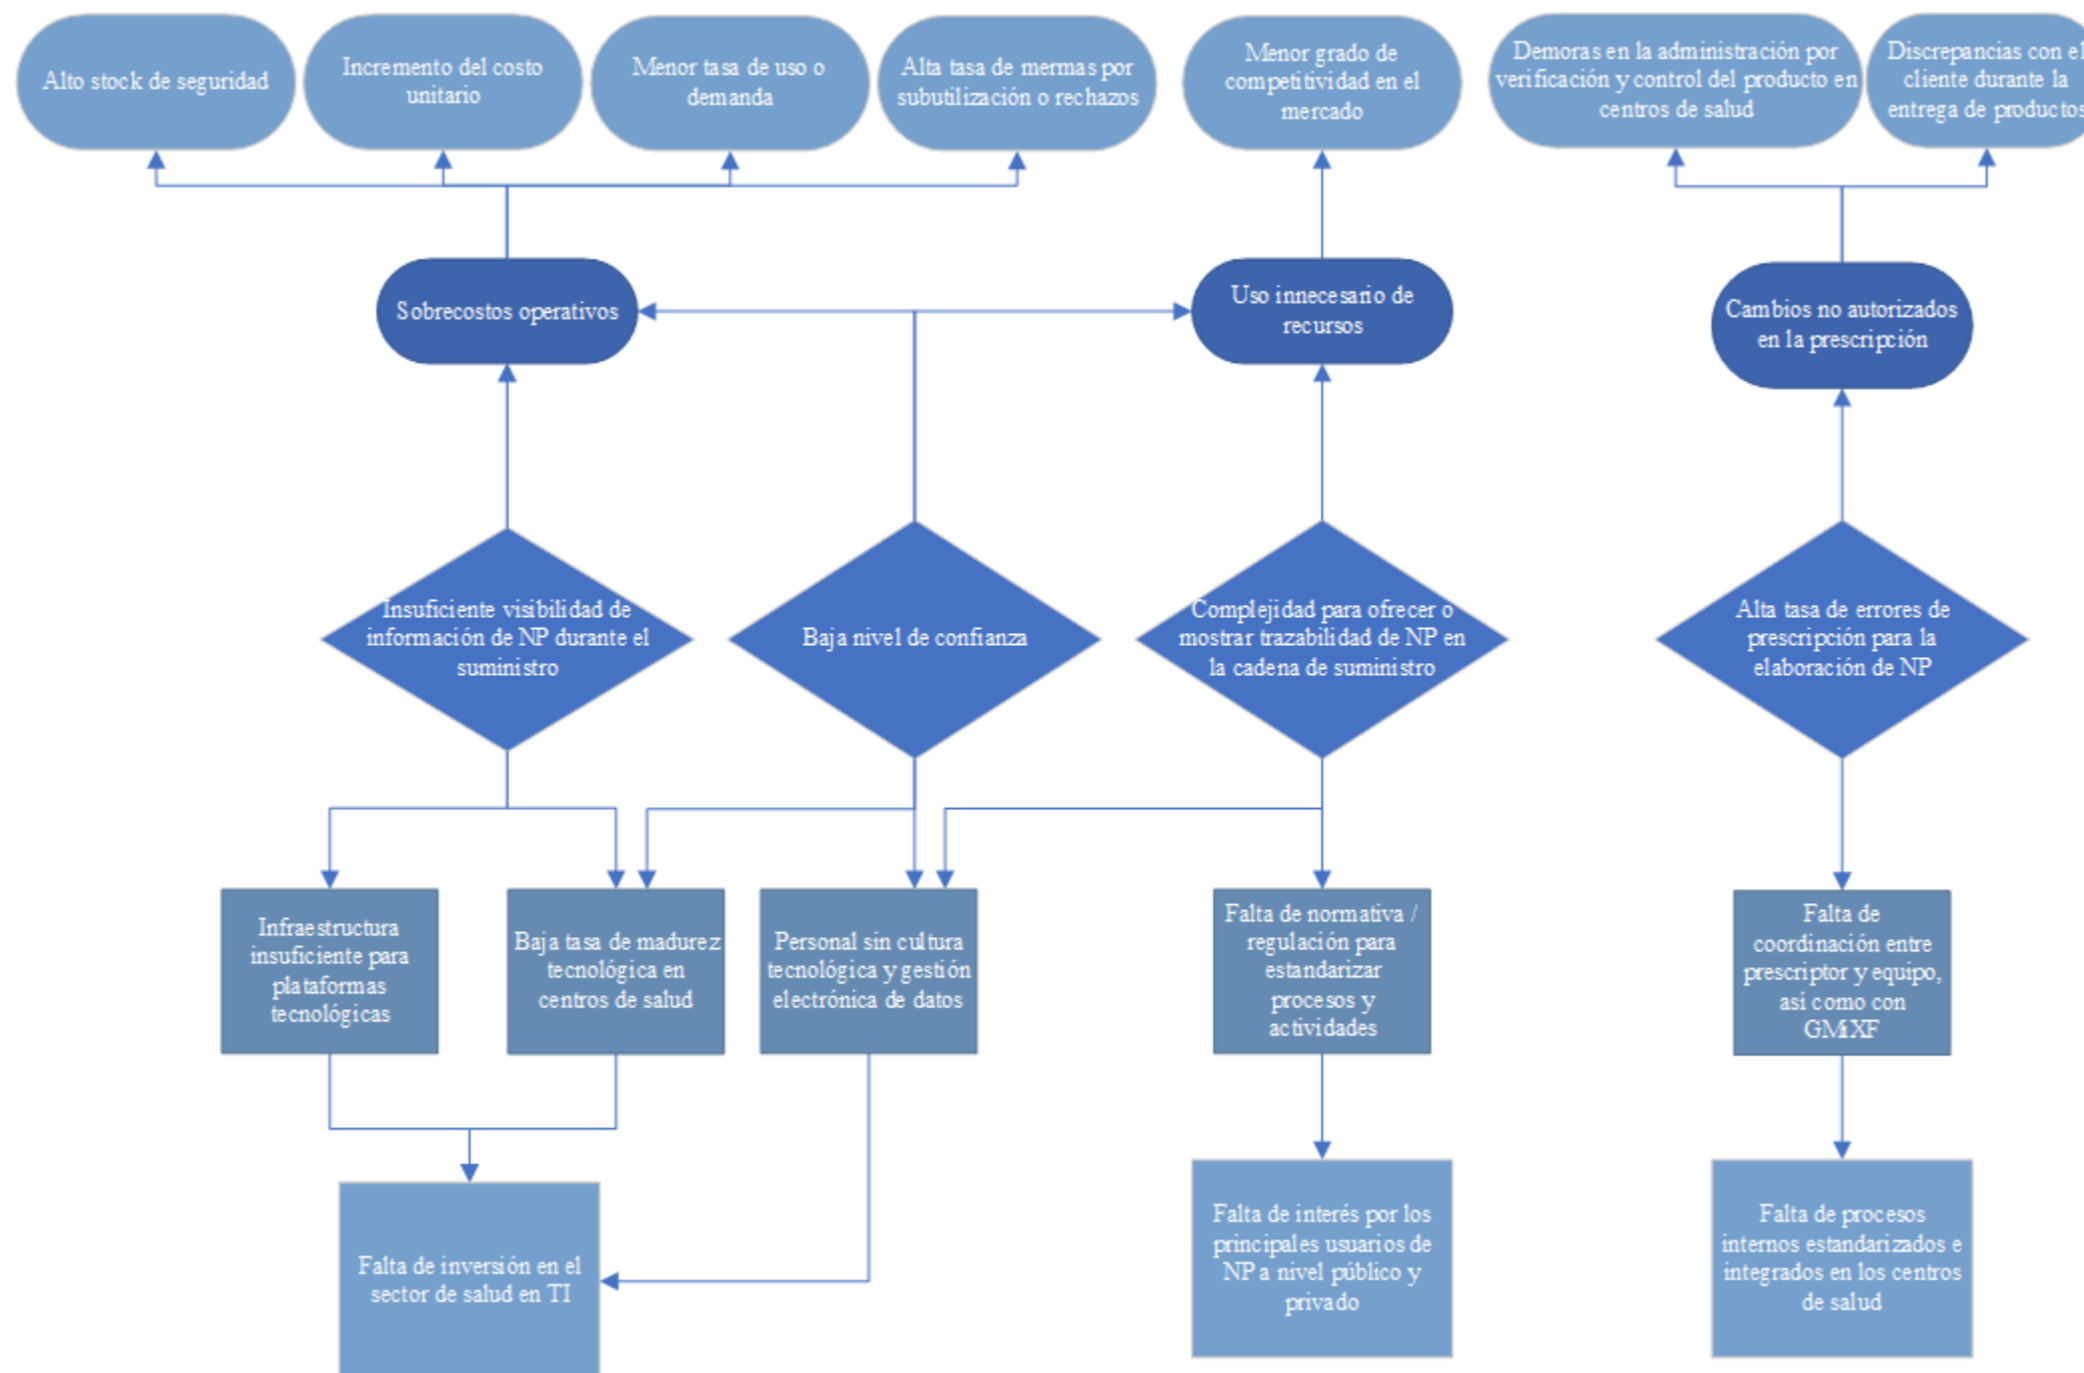 Alto stock de seguridad
Incremento del costo
unitario
Menor tasa de uso o
demanda
Alta tasa de mermas por
subutilización o rechazos
Menor grado de
competitividad en el
mercado
Demoras en la administración por
verificación y control del producto en
centros de salud
Discrepancias con el
cliente durante la
entrega de productos
Sobrecostos operativos
Uso innecesario de
recursos
Cambios no autorizados
en la prescripción
Insuficiente visibilidad de
información de NP durante el
suministro
Baja nivel de confianza
Complejidad para ofrecer o
mostrar trazabilidad de NP en
la cadena de suministro
Alta tasa de errores de
prescripción para la
elaboración de NP
Infraestructura
insuficiente para
plataformas
tecnológicas
Baja tasa de madurez
tecnológica en
centros de salud
Personal sin cultura
tecnológica y gestión
electrónica de datos
Falta de normativa /
regulación para
estandarizar
procesos y
actividades
Falta de
coordinación entre
prescriptor y equipo,
así como con
GMiXF
Falta de inversión en el
sector de salud en TI
Falta de interés por los
principales usuarios de
NP a nivel público y
privado
Falta de procesos
internos estandarizados e
integrados en los centros
de salud